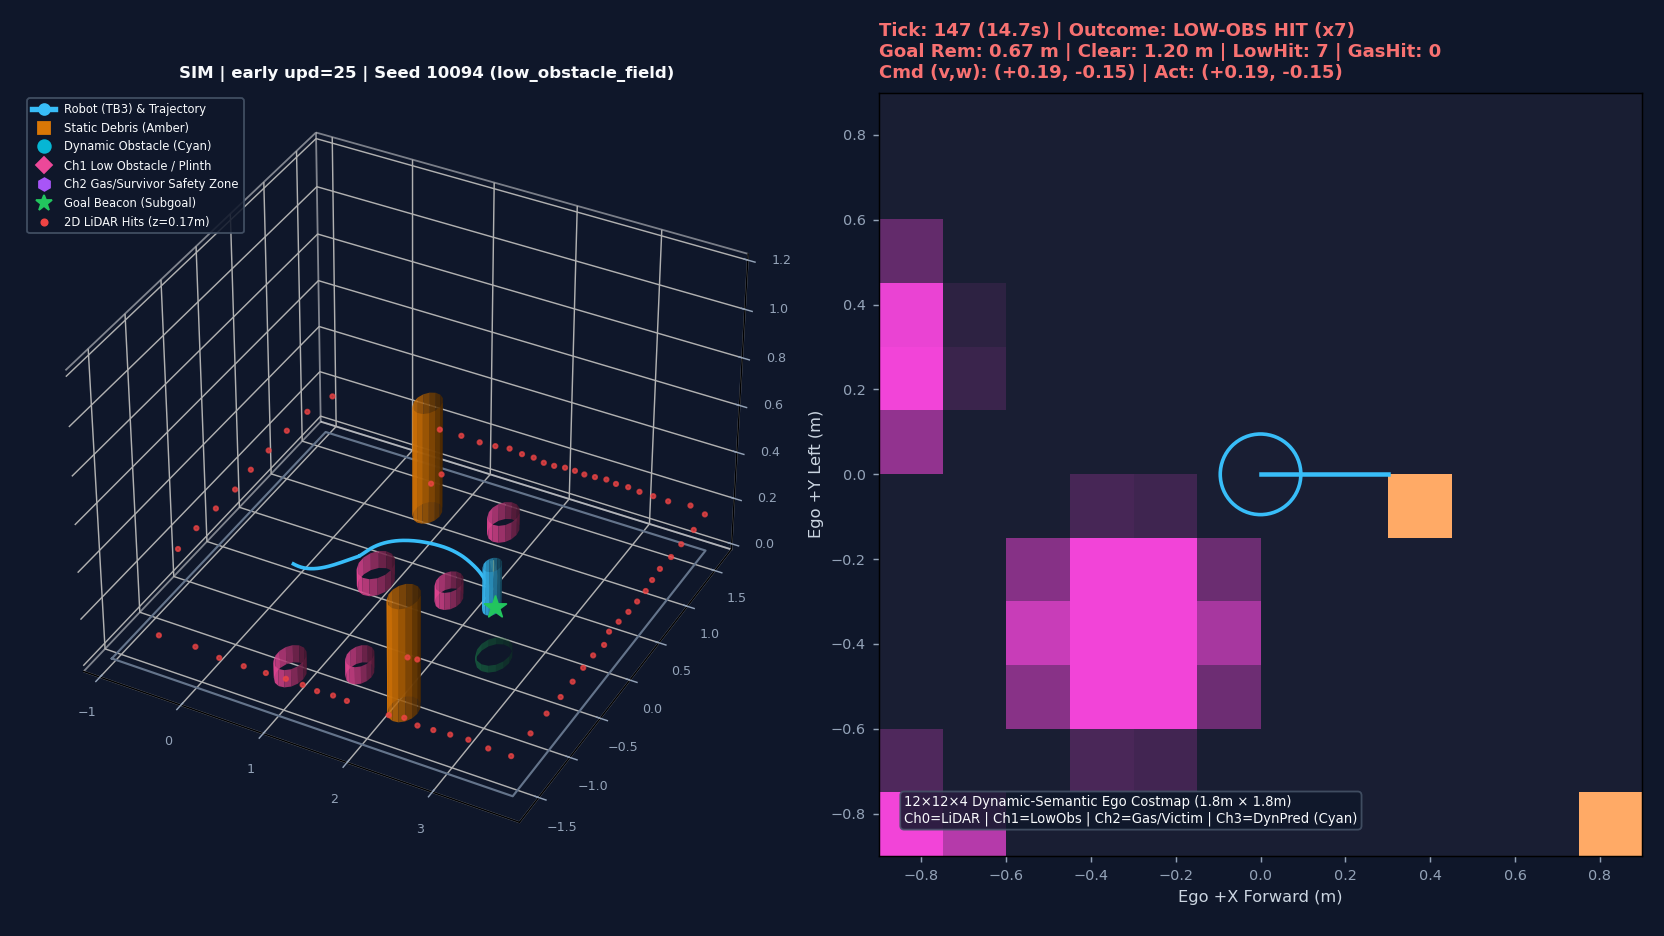 SIM | early upd=25 | Seed 10094 (low_obstacle_field)
Robot (TB3) & Trajectory
Static Debris (Amber)
Dynamic Obstacle (Cyan)
Ch1 Low Obstacle / Plinth
Ch2 Gas/Survivor Safety Zone
Goal Beacon (Subgoal)
2D LiDAR Hits (z=0.17m)
1.2
1.0
0.8
0.6
0.4
0.2
0.0
1.5
1.0
0.5
0.0
−0.5
−1.0
−1.5
−1
0
1
2
3
Tick: 147 (14.7s) | Outcome: LOW-OBS HIT (x7)
Goal Rem: 0.67 m | Clear: 1.20 m | LowHit: 7 | GasHit: 0
Cmd (v,w): (+0.19, -0.15) | Act: (+0.19, -0.15)
0.8
0.6
0.4
0.2
0.0
−0.2
−0.4
−0.6
−0.8
Ego +Y Left (m)
12×12×4 Dynamic-Semantic Ego Costmap (1.8m × 1.8m)
Ch0=LiDAR | Ch1=LowObs | Ch2=Gas/Victim | Ch3=DynPred (Cyan)
−0.8
−0.6
−0.4
−0.2
0.0
0.2
0.4
0.6
0.8
Ego +X Forward (m)